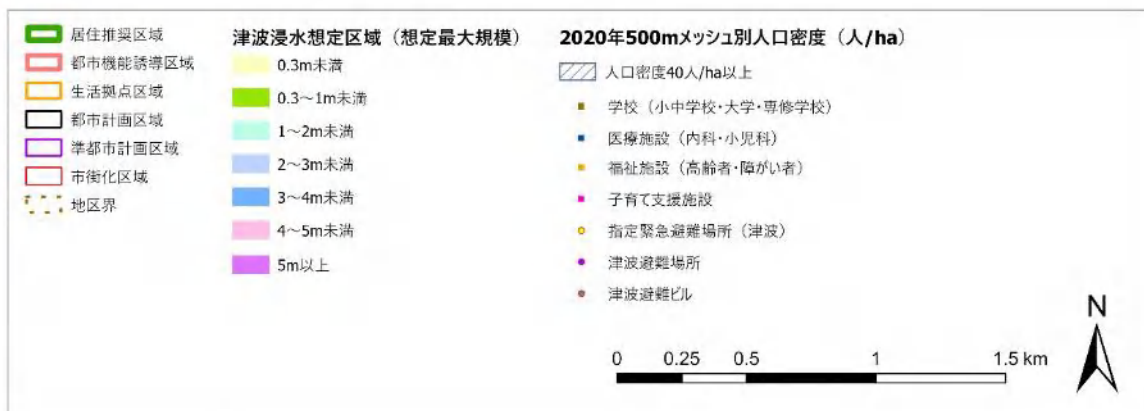 居住推奨区域
都市機能誘導区域
生活拠点区域
都市計画区域
準都市計画区域
市街化区域
地区界
津波浸水想定区域（想定最大規模）
0.3m未満
0.3～1m未満
1～2m未満
2～3m未満
3～4m未満
4～5m未満
5m以上
2020年500mメッシュ別人口密度（人/ha）
人口密度40人/ha以上
学校（小中学校・大学・専修学校）
医療施設（内科・小児科）
福祉施設（高齢者・障がい者）
子育て支援施設
指定緊急避難場所（津波）
津波避難場所
津波避難ビル
0 0.25 0.5 1 1.5 km
N